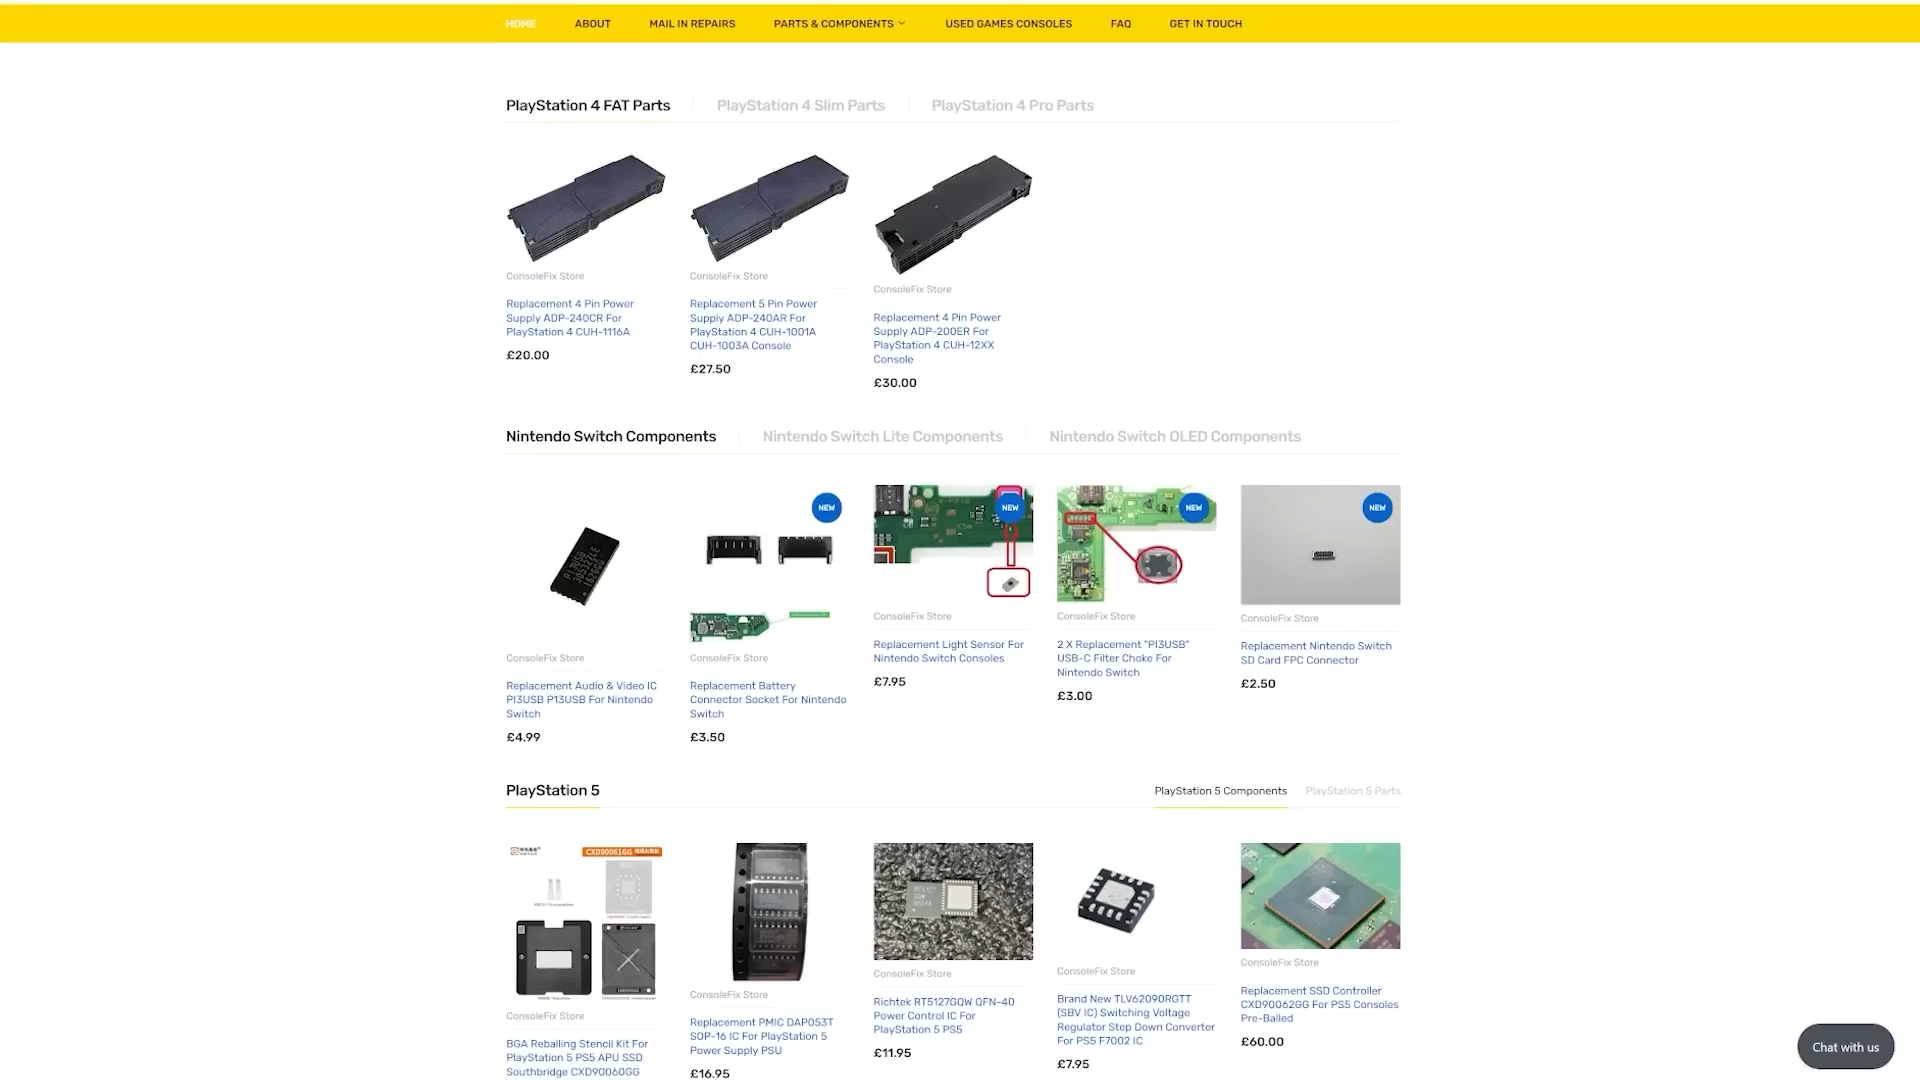 HOME
ABOUT
MAIL IN REPAIRS
PARTS & COMPONENTS
USED GAMES CONSOLES
FAQ
GET IN TOUCH
PlayStation 4 FAT Parts
PlayStation 4 Slim Parts
PlayStation 4 Pro Parts
ConsoleFix Store
Replacement 4 Pin Power
Supply ADP-240CR For
PlayStation 4 CUH-1116A
£20.00
ConsoleFix Store
Replacement 5 Pin Power
Supply ADP-240AR For
PlayStation 4 CUH-1001A
CUH-1003A Console
£27.50
ConsoleFix Store
Replacement 4 Pin Power
Supply ADP-200ER For
PlayStation 4 CUH-12XX
Console
£30.00
Nintendo Switch Components
Nintendo Switch Lite Components
Nintendo Switch OLED Components
ConsoleFix Store
Replacement Audio & Video IC
PI3USB P13USB For Nintendo
Switch
£4.99
NEW
ConsoleFix Store
Replacement Battery
Connector Socket For Nintendo
Switch
£3.50
NEW
ConsoleFix Store
Replacement Light Sensor For
Nintendo Switch Consoles
£7.95
NEW
ConsoleFix Store
2 X Replacement "PI3USB"
USB-C Filter Choke For
Nintendo Switch
£3.00
NEW
ConsoleFix Store
Replacement Nintendo Switch
SD Card FPC Connector
£2.50
PlayStation 5
PlayStation 5 Components
PlayStation 5 Parts
CXD90061GG
ConsoleFix Store
BGA Reballing Stencil Kit For
PlayStation 5 PS5 APU SSD
Southbridge CXD90060GG
ConsoleFix Store
Replacement PMIC DAP053T
SOP-16 IC For PlayStation 5
Power Supply PSU
£16.95
ConsoleFix Store
Richtek RT5127GQW QFN-40
Power Control IC For
PlayStation 5 PS5
£11.95
ConsoleFix Store
Brand New TLV62090RGTT
(SBV IC) Switching Voltage
Regulator Step Down Converter
For PS5 F7002 IC
£7.95
ConsoleFix Store
Replacement SSD Controller
CXD90062GG For PS5 Consoles
Pre-Balled
£60.00
Chat with us